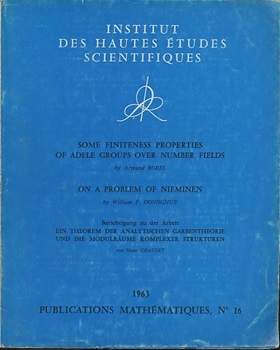 INSTITUT
DES HAUTES ÉTUDES
SCIENTIFIQUES
SOME FINITENESS PROPERTIES
OF ADELE GROUPS OVER NUMBER FIELDS
by Armand BOREL
ON A PROBLEM OF NIEMINEN
by William F. DONOGHUE
Berichtigung zu der Arbeit
EIN THEOREM DER ANALYTISCHEN GARBENTHEORIE
UND DIE MODULRÄUME KOMPLEXER STRUKTUREN
von Hans GRAUERT
1963
PUBLICATIONS MATHÉMATIQUES, N° 16